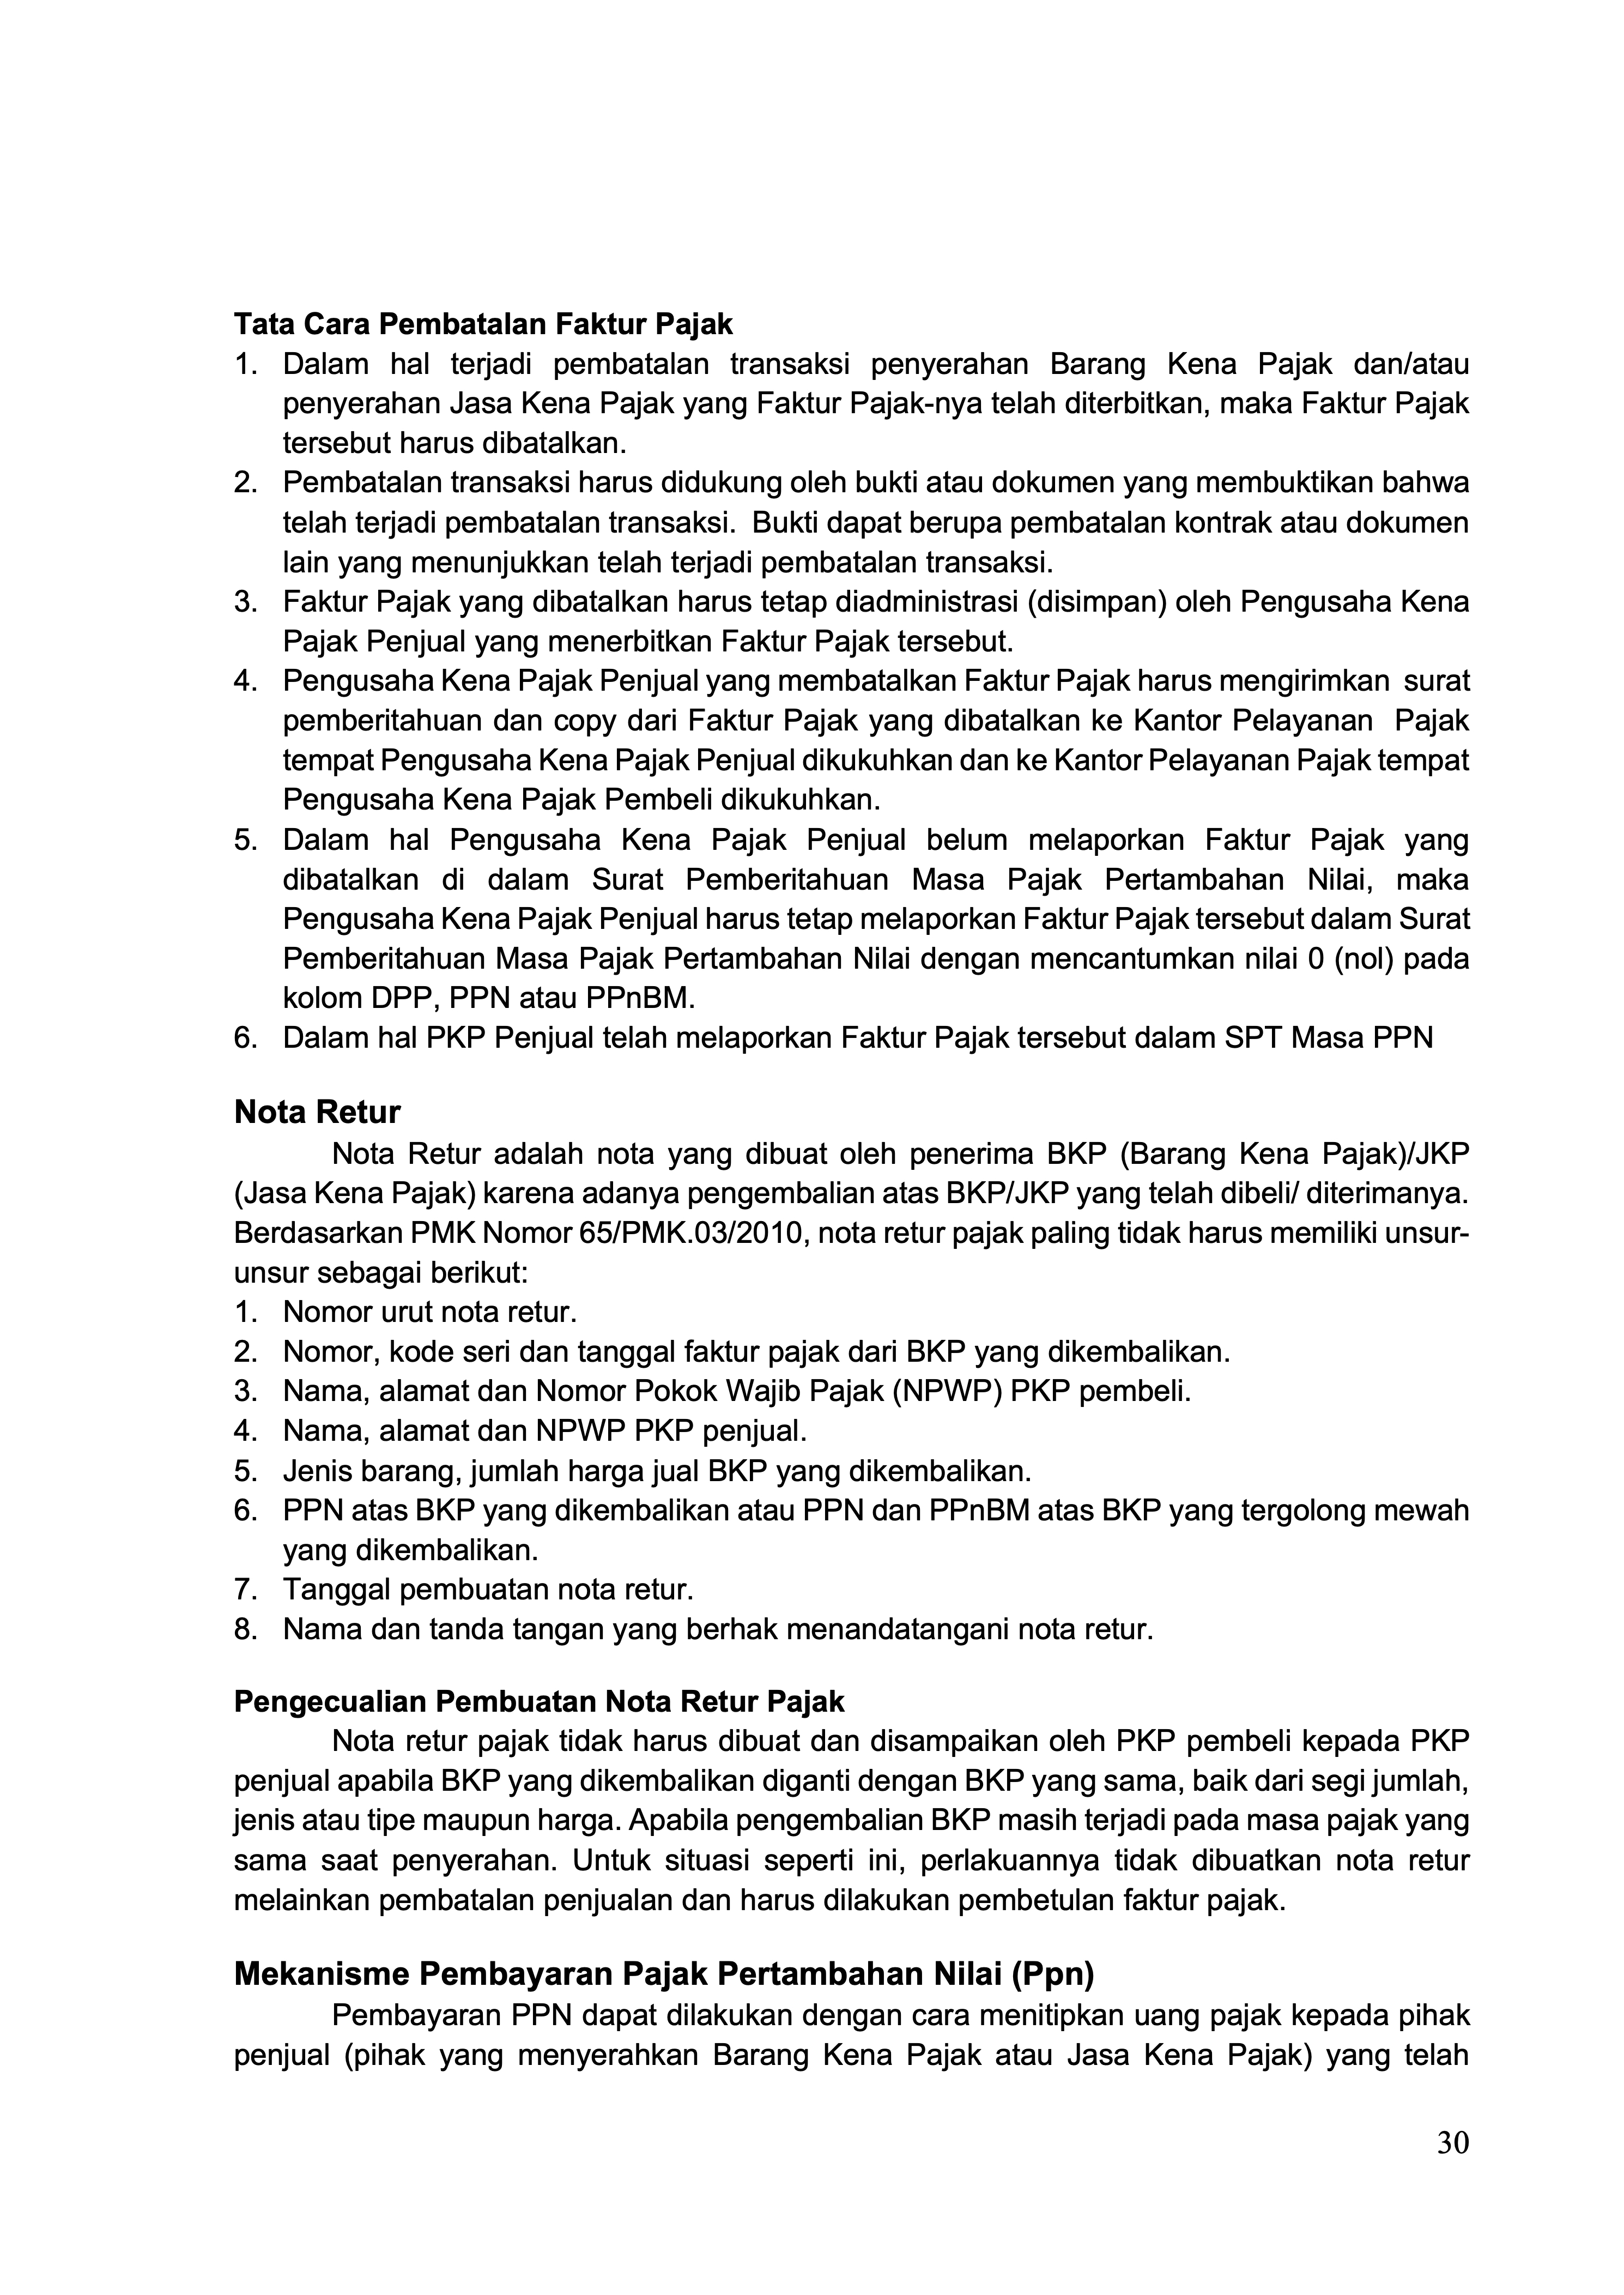 Tata Cara Pembatalan Faktur Pajak
1. Dalam hal terjadi pembatalan transaksi penyerahan Barang Kena Pajak dan/atau
penyerahan Jasa Kena Pajak yang Faktur Pajak-nya telah diterbitkan, maka Faktur Pajak
tersebut harus dibatalkan.
2. Pembatalan transaksi harus didukung oleh bukti atau dokumen yang membuktikan bahwa
telah terjadi pembatalan transaksi. Bukti dapat berupa pembatalan kontrak atau dokumen
lain yang menunjukkan telah terjadi pembatalan transaksi.
3. Faktur Pajak yang dibatalkan harus tetap diadministrasi (disimpan) oleh Pengusaha Kena
Pajak Penjual yang menerbitkan Faktur Pajak tersebut.
4. Pengusaha Kena Pajak Penjual yang membatalkan Faktur Pajak harus mengirimkan surat
pemberitahuan dan copy dari Faktur Pajak yang dibatalkan ke Kantor Pelayanan Pajak
tempat Pengusaha Kena Pajak Penjual dikukuhkan dan ke Kantor Pelayanan Pajak tempat
Pengusaha Kena Pajak Pembeli dikukuhkan.
5. Dalam hal Pengusaha Kena Pajak Penjual belum melaporkan Faktur Pajak yang
dibatalkan di dalam Surat Pemberitahuan Masa Pajak Pertambahan Nilai, maka
Pengusaha Kena Pajak Penjual harus tetap melaporkan Faktur Pajak tersebut dalam Surat
Pemberitahuan Masa Pajak Pertambahan Nilai dengan mencantumkan nilai 0 (nol) pada
kolom DPP, PPN atau PPnBM.
6. Dalam hal PKP Penjual telah melaporkan Faktur Pajak tersebut dalam SPT Masa PPN
Nota Retur
Nota Retur adalah nota yang dibuat oleh penerima BKP (Barang Kena Pajak)/JKP
(Jasa Kena Pajak) karena adanya pengembalian atas BKP/JKP yang telah dibeli/ diterimanya.
Berdasarkan PMK Nomor 65/PMK.03/2010, nota retur pajak paling tidak harus memiliki unsur-
unsur sebagai berikut:
1. Nomor urut nota retur.
2. Nomor, kode seri dan tanggal faktur pajak dari BKP yang dikembalikan.
3. Nama, alamat dan Nomor Pokok Wajib Pajak (NPWP) PKP pembeli.
4. Nama, alamat dan NPWP PKP penjual.
5. Jenis barang, jumlah harga jual BKP yang dikembalikan.
6. PPN atas BKP yang dikembalikan atau PPN dan PPnBM atas BKP yang tergolong mewah
yang dikembalikan.
7. Tanggal pembuatan nota retur.
8. Nama dan tanda tangan yang berhak menandatangani nota retur.
Pengecualian Pembuatan Nota Retur Pajak
Nota retur pajak tidak harus dibuat dan disampaikan oleh PKP pembeli kepada PKP
penjual apabila BKP yang dikembalikan diganti dengan BKP yang sama, baik dari segi jumlah,
jenis atau tipe maupun harga. Apabila pengembalian BKP masih terjadi pada masa pajak yang
sama saat penyerahan. Untuk situasi seperti ini, perlakuannya tidak dibuatkan nota retur
melainkan pembatalan penjualan dan harus dilakukan pembetulan faktur pajak.
Mekanisme Pembayaran Pajak Pertambahan Nilai (Ppn)
Pembayaran PPN dapat dilakukan dengan cara menitipkan uang pajak kepada pihak
penjual (pihak yang menyerahkan Barang Kena Pajak atau Jasa Kena Pajak) yang telah
30